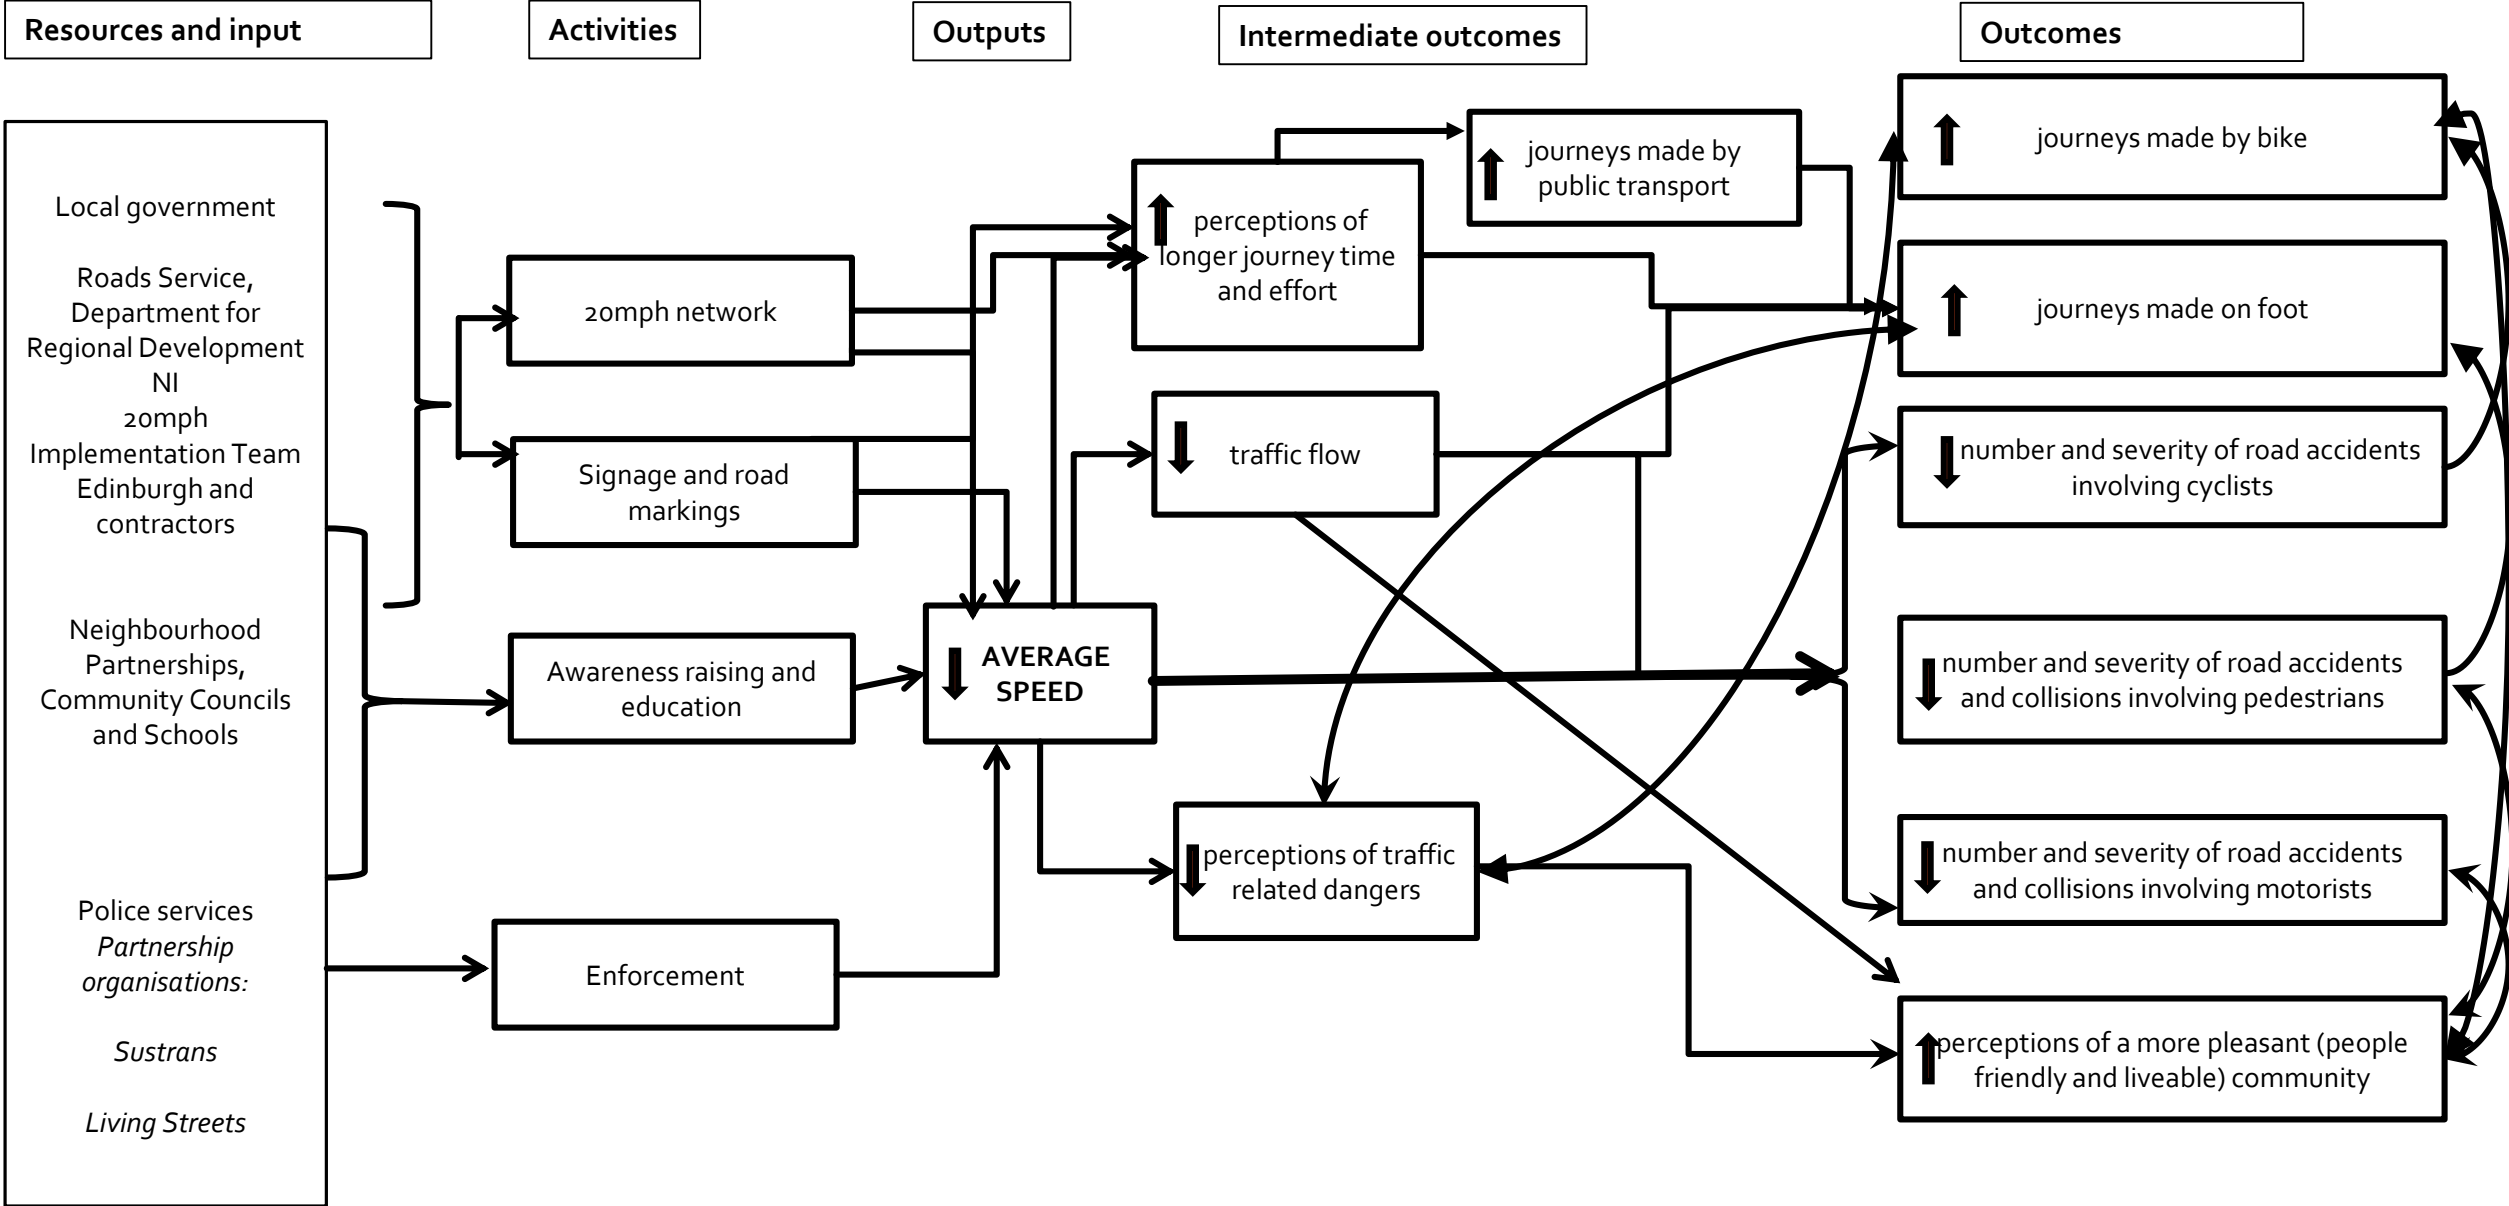 Resources and input
Activities
Outputs
Intermediate outcomes
Outcomes
Local government
Roads Service,
Department for
Regional Development
NI
20mph
Implementation Team
Edinburgh and
contractors
Neighbourhood
Partnerships,
Community Councils
and Schools
Police services
Partnership
organisations:
Sustrans
Living Streets
20mph network
Signage and road
markings
Awareness raising and
education
Enforcement
AVERAGE
SPEED
perceptions of
longer journey time
and effort
journeys made by
public transport
traffic flow
perceptions of traffic
related dangers
journeys made by bike
journeys made on foot
number and severity of road accidents
involving cyclists
number and severity of road accidents
and collisions involving pedestrians
number and severity of road accidents
and collisions involving motorists
perceptions of a more pleasant (people
friendly and liveable) community